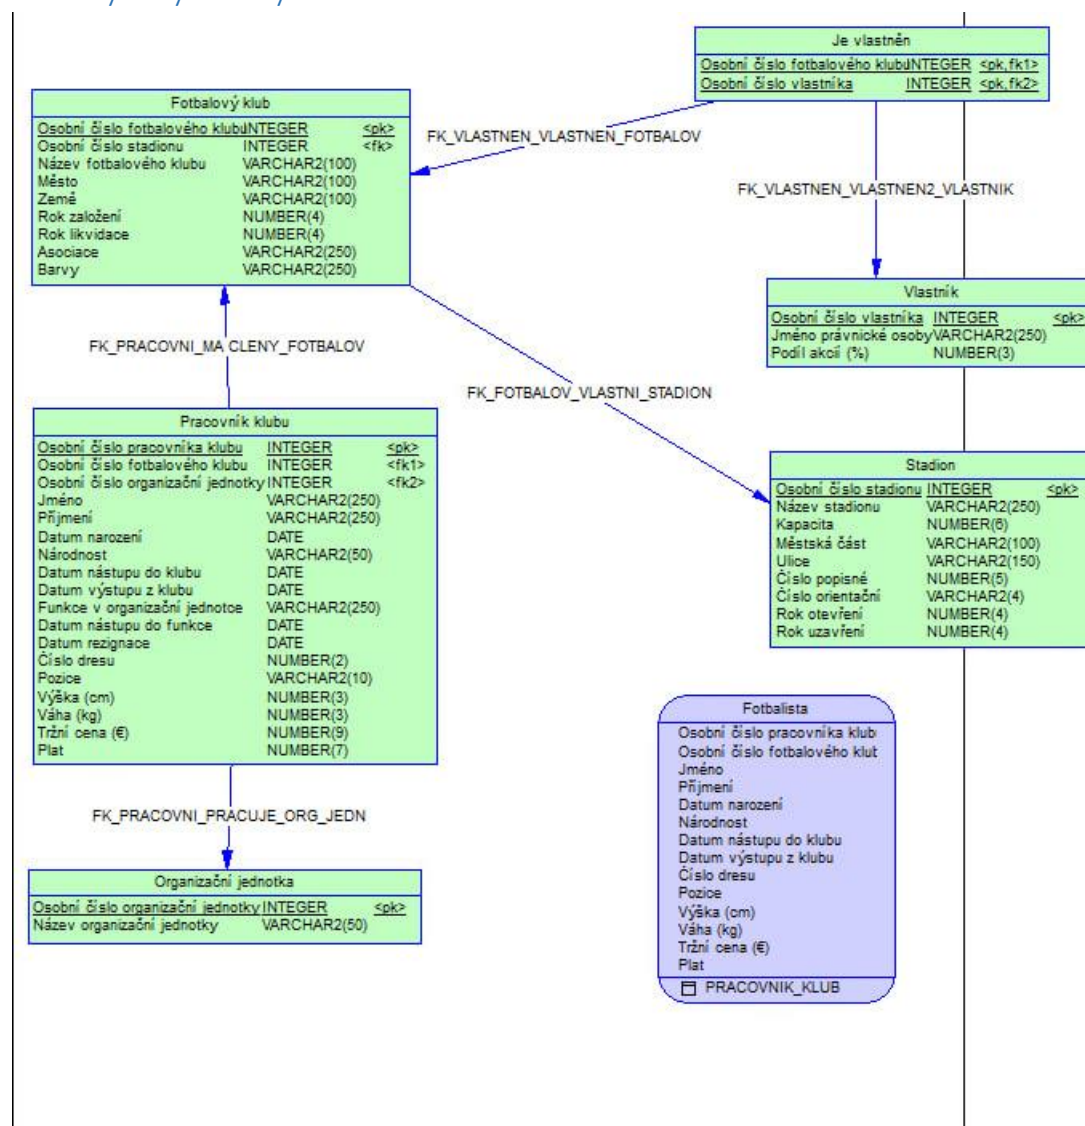 Je vlastněn
Osobní číslo fotbalového klubu INTEGER <pk,fk1>
Osobní číslo vlastníka INTEGER <pk,fk2>
Fotbalový klub
Osobní číslo fotbalového klubu INTEGER <pk>
Osobní číslo stadionu INTEGER <fk>
Název fotbalového klubu VARCHAR2(100)
Město VARCHAR2(100)
Země VARCHAR2(100)
Rok založení NUMBER(4)
Rok likvidace NUMBER(4)
Asociace VARCHAR2(250)
Barvy VARCHAR2(250)
FK_VLASTNEN_VLASTNEN_FOTBALOV
FK_VLASTNEN_VLASTNEN2_VLASTNIK
Vlastník
Osobní číslo vlastníka INTEGER <pk>
Jméno právnické osoby VARCHAR2(250)
Podíl akcií (%) NUMBER(3)
FK_PRACOVNI_MA CLENY_FOTBALOV
FK_FOTBALOV_VLASTNI_STADION
Pracovník klubu
Osobní číslo pracovníka klubu INTEGER <pk>
Osobní číslo fotbalového klubu INTEGER <fk1>
Osobní číslo organizační jednotky INTEGER <fk2>
Jméno VARCHAR2(250)
Příjmení VARCHAR2(250)
Datum narození DATE
Národnost VARCHAR2(50)
Datum nástupu do klubu DATE
Datum výstupu z klubu DATE
Funkce v organizační jednotce VARCHAR2(250)
Datum nástupu do funkce DATE
Datum rezignace DATE
Číslo dresu NUMBER(2)
Pozice VARCHAR2(10)
Výška (cm) NUMBER(3)
Váha (kg) NUMBER(3)
Tržní cena (€) NUMBER(9)
Plat NUMBER(7)
Stadion
Osobní číslo stadionu INTEGER <pk>
Název stadionu VARCHAR2(250)
Kapacita NUMBER(6)
Městská část VARCHAR2(100)
Ulice VARCHAR2(150)
Číslo popisné NUMBER(5)
Číslo orientační VARCHAR2(4)
Rok otevření NUMBER(4)
Rok uzavření NUMBER(4)
FK_PRACOVNI_PRACUJE_ORG_JEDN
Organizační jednotka
Osobní číslo organizační jednotky INTEGER <pk>
Název organizační jednotky VARCHAR2(50)
Fotbalista
Osobní číslo pracovníka klub
Osobní číslo fotbalového klub
Jméno
Příjmení
Datum narození
Národnost
Datum nástupu do klubu
Datum výstupu z klubu
Číslo dresu
Pozice
Výška (cm)
Váha (kg)
Tržní cena (€)
Plat
PRACOVNIK_KLUB